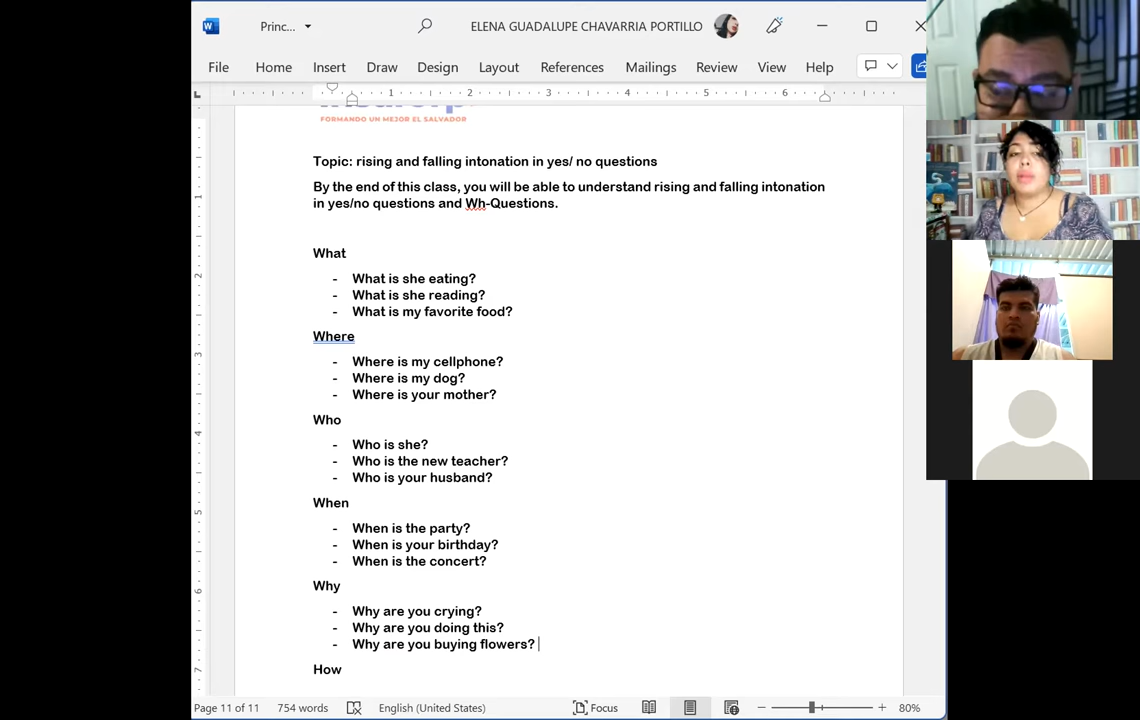 Princ...
ELENA GUADALUPE CHAVARRIA PORTILLO
File Home Insert Draw Design Layout References Mailings Review View Help
1 2 3 4 5 6
FORMANDO UN MEJOR EL SALVADOR
Topic: rising and falling intonation in yes/ no questions
By the end of this class, you will be able to understand rising and falling intonation
in yes/no questions and Wh-Questions.
What
- What is she eating?
- What is she reading?
- What is my favorite food?
Where
- Where is my cellphone?
- Where is my dog?
- Where is your mother?
Who
- Who is she?
- Who is the new teacher?
- Who is your husband?
When
- When is the party?
- When is your birthday?
- When is the concert?
Why
- Why are you crying?
- Why are you doing this?
- Why are you buying flowers?
How
Page 11 of 11 754 words English (United States) Focus 80%